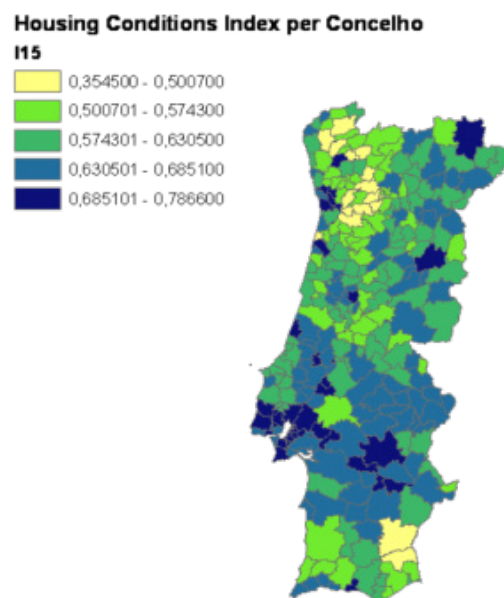 Housing Conditions Index per Concelho
I15
0,354500 - 0,500700
0,500701 - 0,574300
0,574301 - 0,630500
0,630501 - 0,685100
0,685101 - 0,786600